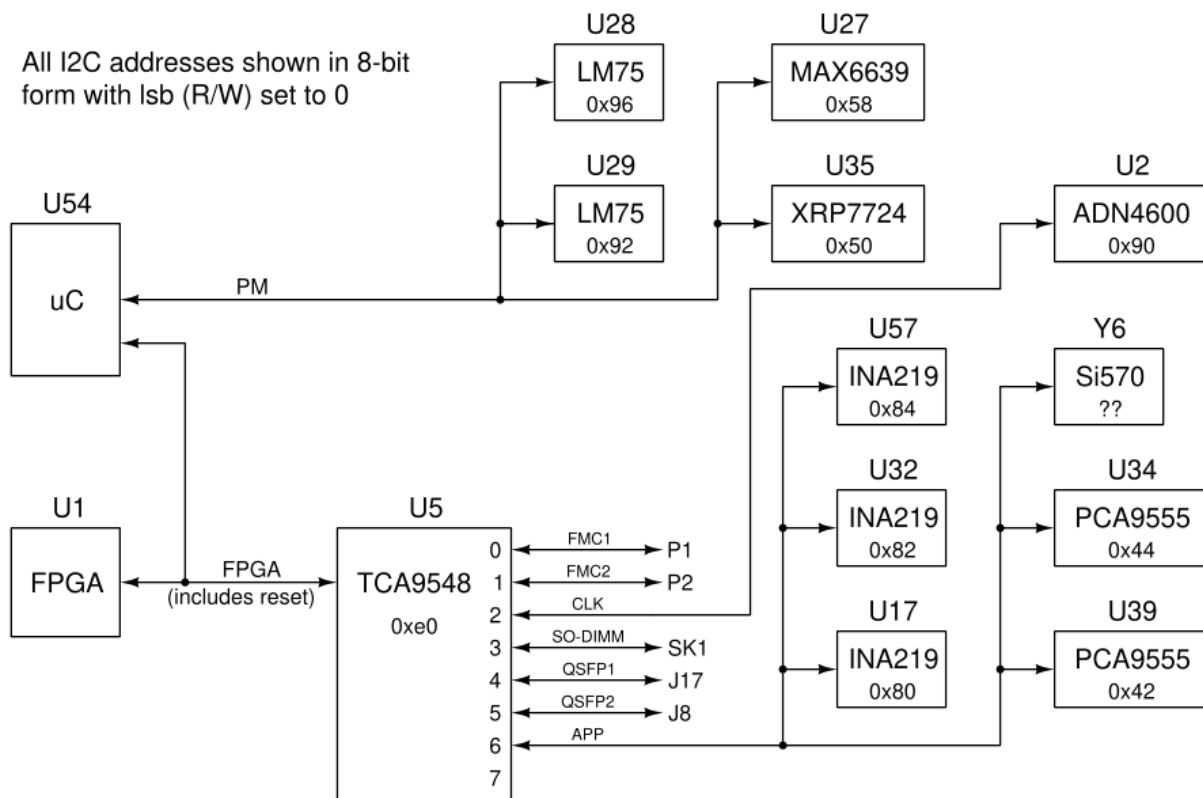 All I2C addresses shown in 8-bit
form with lsb (R/W) set to 0
U28
LM75
0x96
U27
MAX6639
0x58
U29
LM75
0x92
U35
XRP7724
0x50
U2
ADN4600
0x90
U54
uC
PM
U57
INA219
0x84
Y6
Si570
??
U32
INA219
0x82
U34
PCA9555
0x44
U17
INA219
0x80
U39
PCA9555
0x42
U1
FPGA
FPGA
(includes reset)
U5
TCA9548
0xe0
0 FMC1 P1
1 FMC2 P2
2 CLK
3 SO-DIMM SK1
4 QSFP1 J17
5 QSFP2 J8
6 APP
7